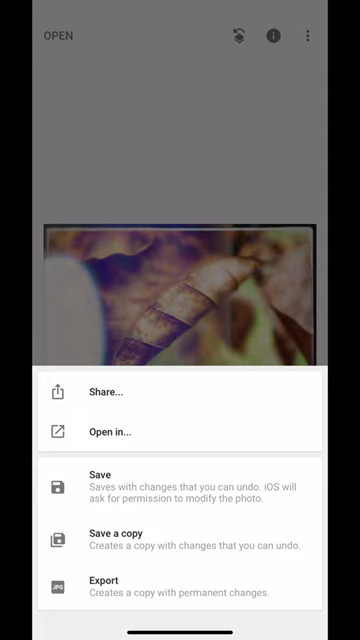 OPEN
Share...
Open in...
Save
Saves with changes that you can undo. iOS will
ask for permission to modify the photo.
Save a copy
Creates a copy with changes that you can undo.
JPG
Export
Creates a copy with permanent changes.